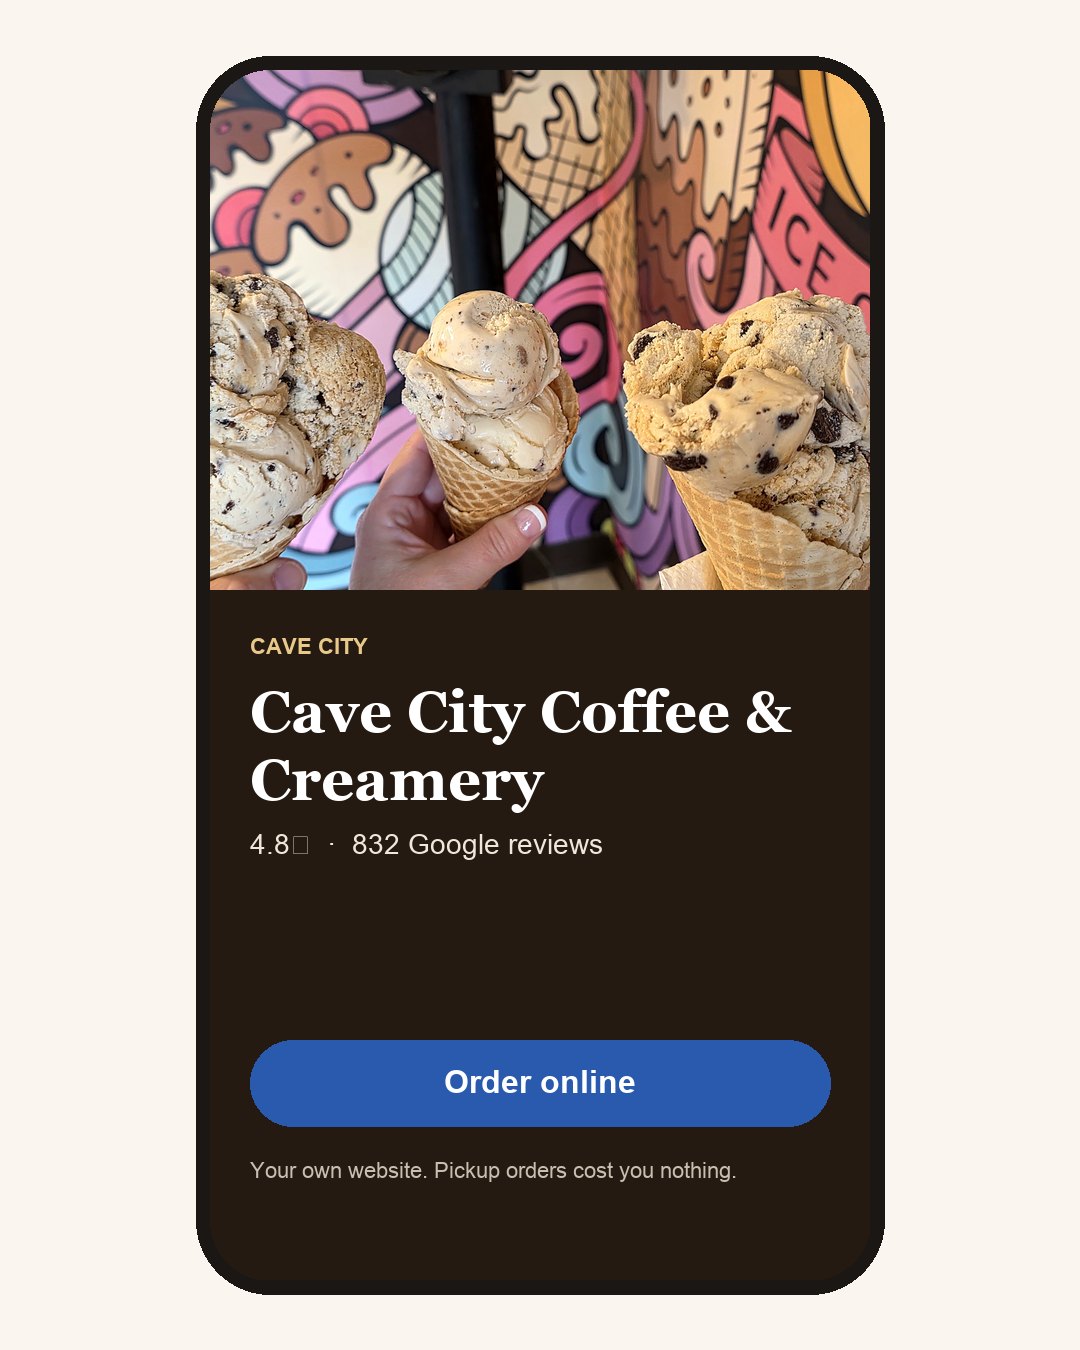 ICE
CAVE CITY
Cave City Coffee &
Creamery
4.8□ · 832 Google reviews
Order online
Your own website. Pickup orders cost you nothing.